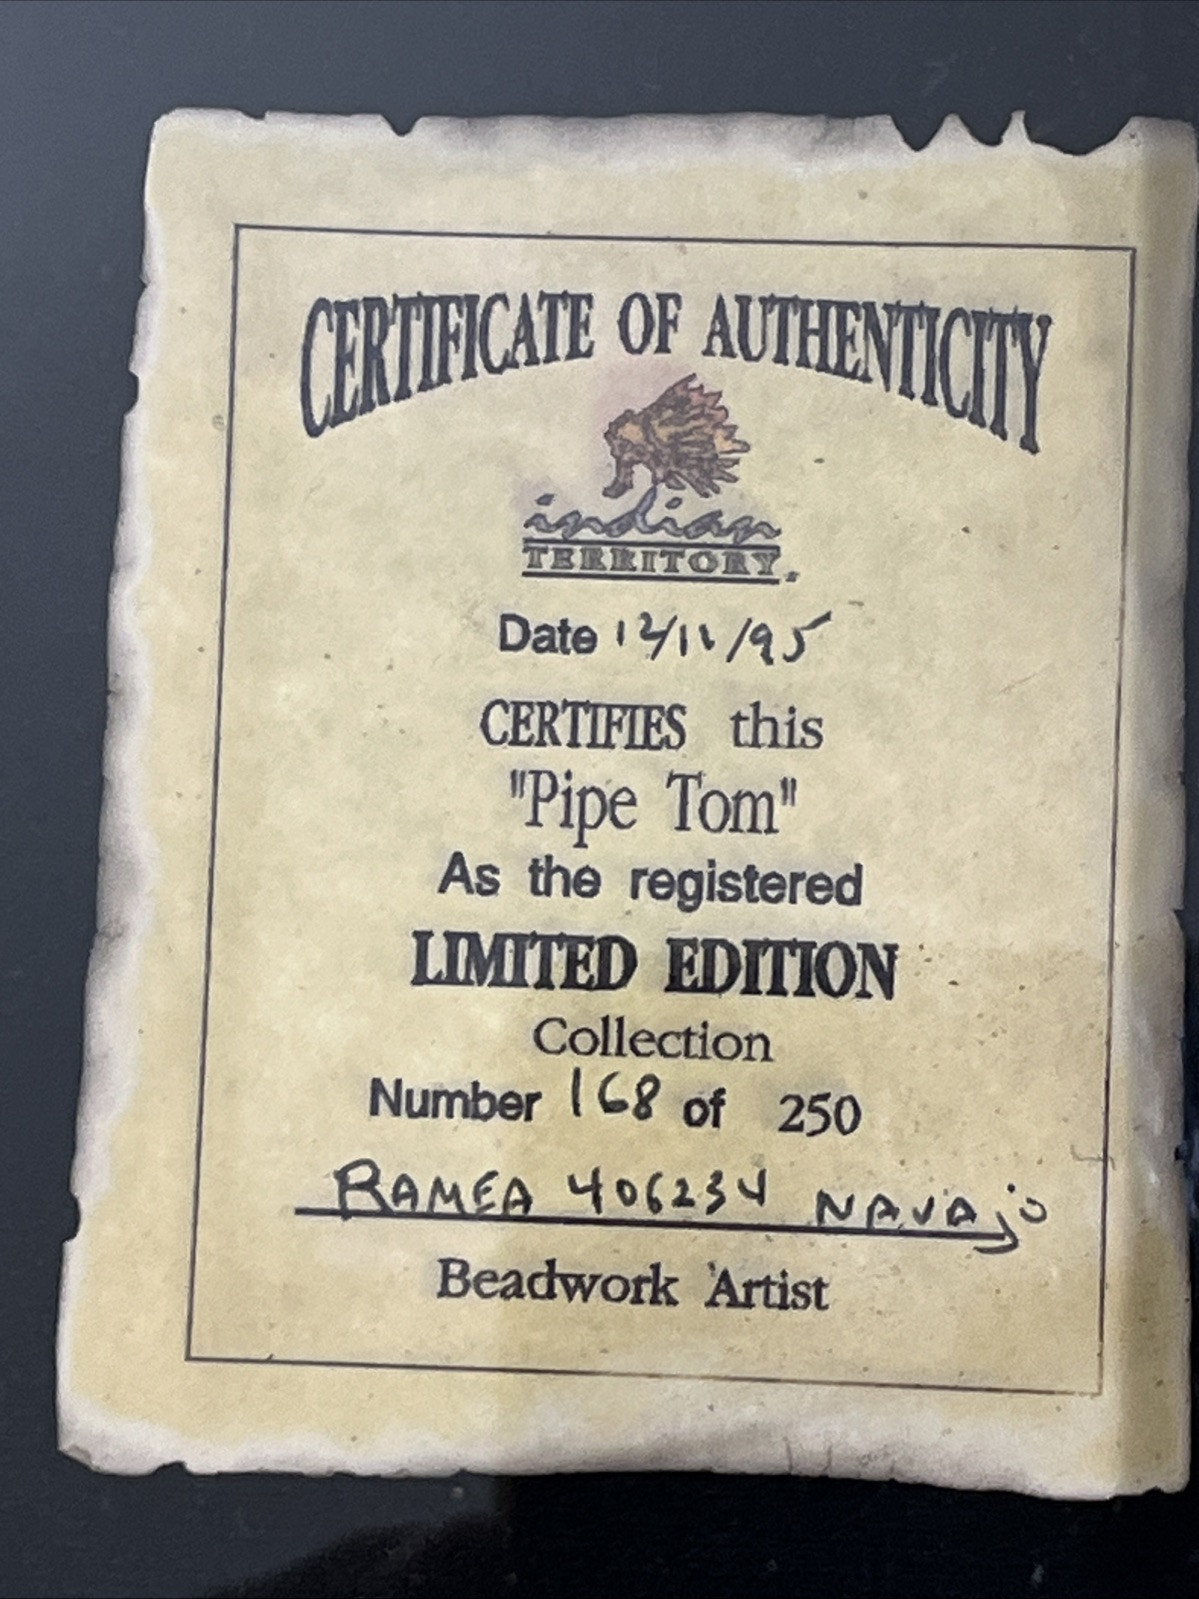 CERTIFICATE OF AUTHENTICITY
indian
TERRITORY.
Date 12/11/95
CERTIFIES this
"Pipe Tom"
As the registered
LIMITED EDITION
Collection
Number 168 of 250
RAMEA 406234 NAVAjo
Beadwork Artist